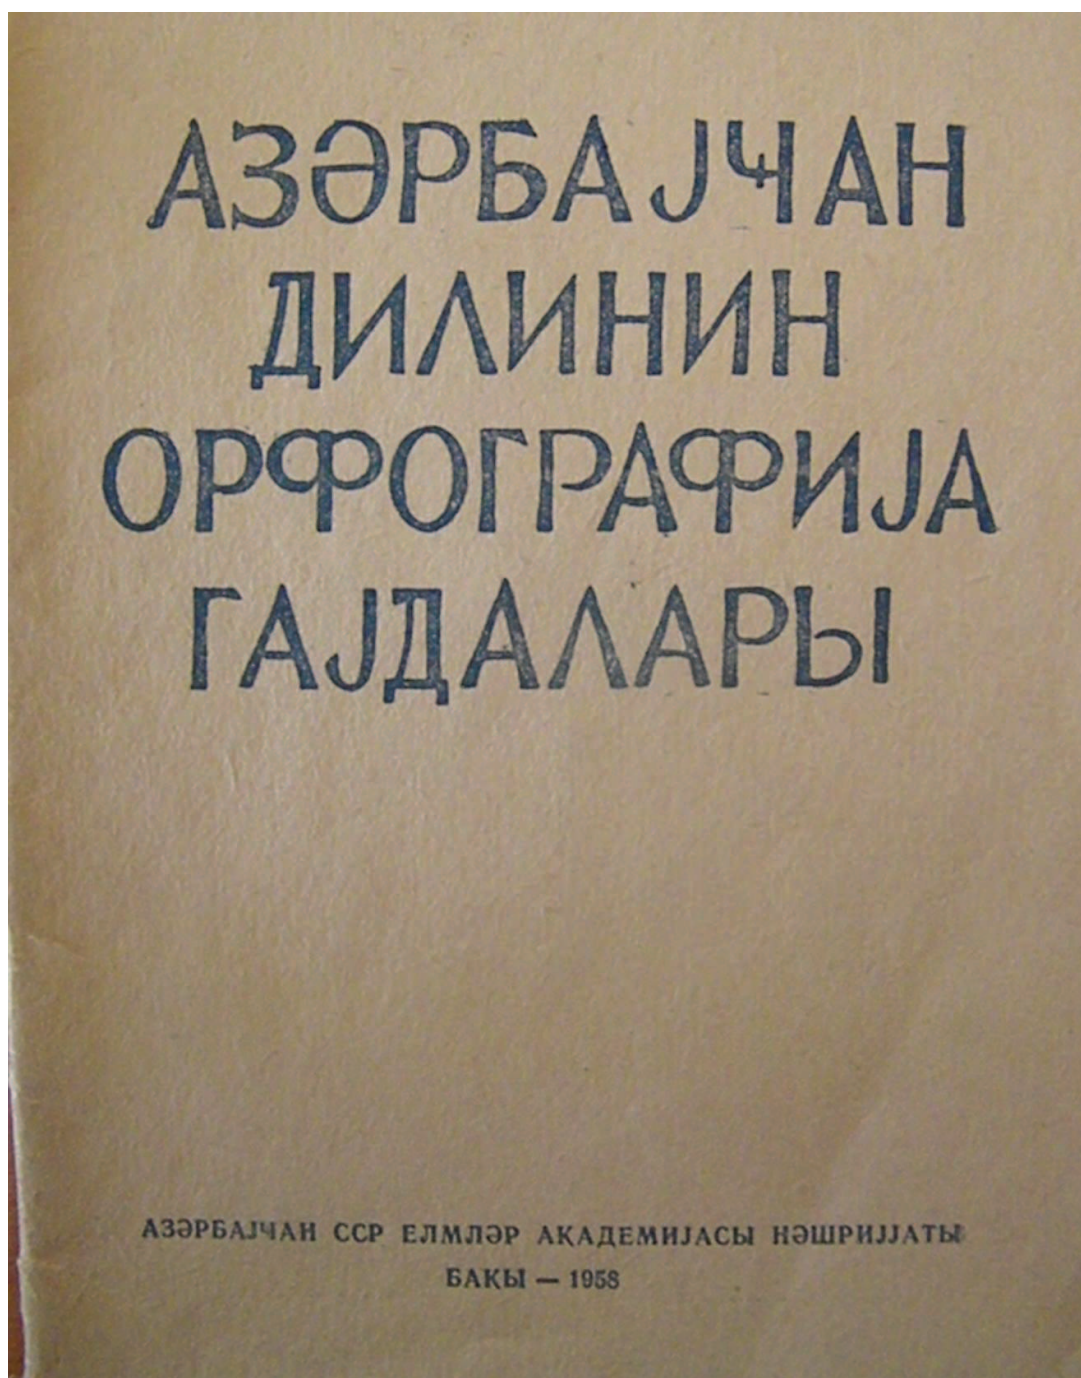 АЗӘРБАЈҸАН
ДИЛИНИН
ОРФОГРАФИЈА
ГАЈДАЛАРЫ
АЗӘРБАЈҸАН ССР ЕЛМЛӘР АКАДЕМИЈАСЫ НӘШРИЈЈАТЫ
БАКЫ — 1958